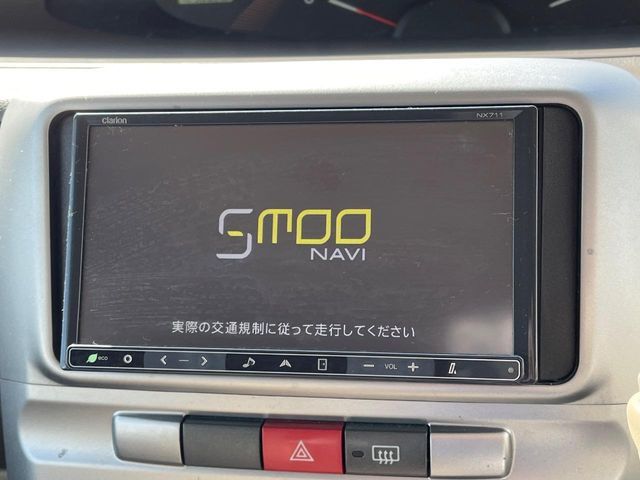 clarion
NX711
smoo
NAVI
実際の交通規制に従って走行してください
eco
VOL